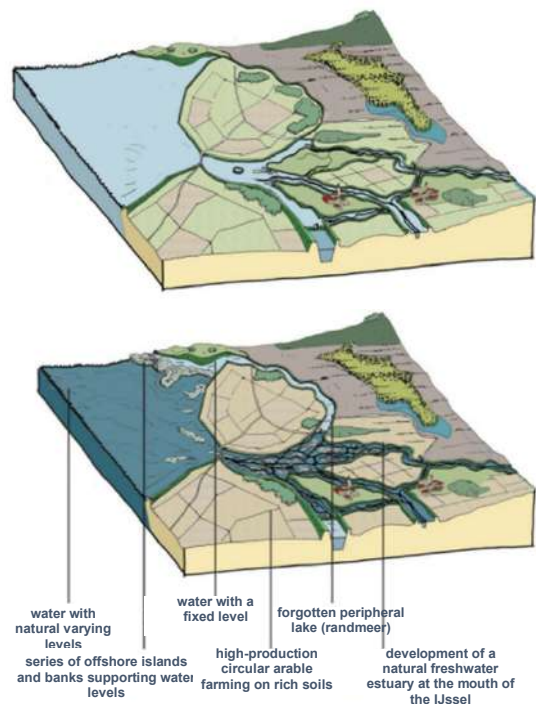 water with
natural varying
levels
series of offshore islands
and banks supporting water
levels
water with a
fixed level
high-production
circular arable
farming on rich soils
forgotten peripheral
lake (randmeer)
development of a
natural freshwater
estuary at the mouth of
the IJssel